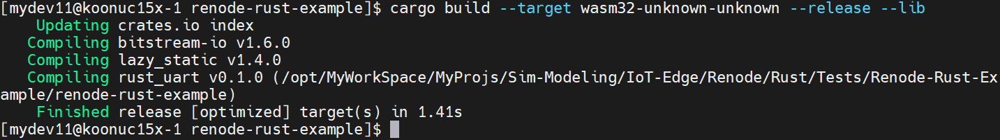 [mydev11@koonuc15x-1 renode-rust-example]$ cargo build --target wasm32-unknown-unknown --release --lib
    Updating crates.io index
   Compiling bitstream-io v1.6.0
   Compiling lazy_static v1.4.0
   Compiling rust_uart v0.1.0 (/opt/MyWorkSpace/MyProjs/Sim-Modeling/IoT-Edge/Renode/Rust/Tests/Renode-Rust-Ex
ample/renode-rust-example)
    Finished release [optimized] target(s) in 1.41s
[mydev11@koonuc15x-1 renode-rust-example]$